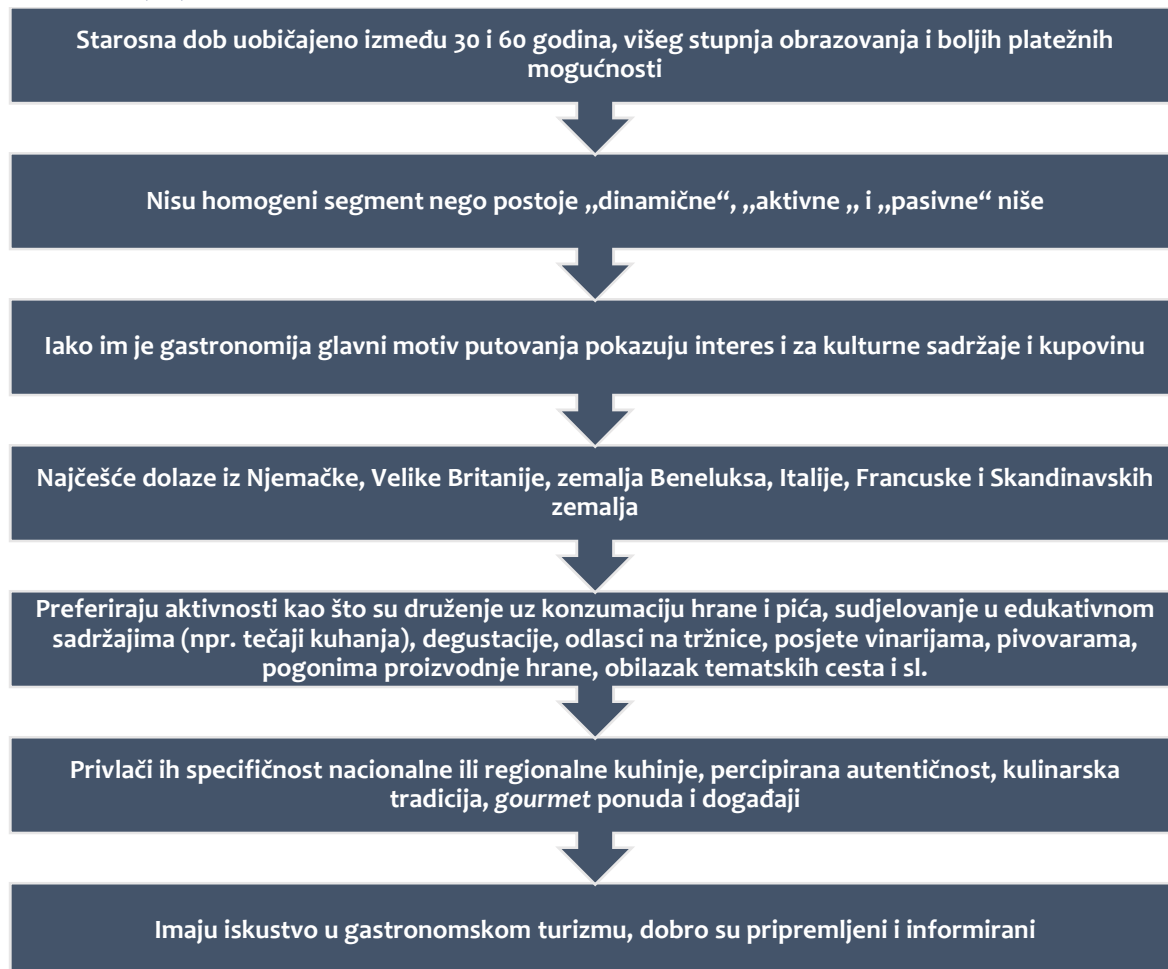 Starosna dob uobičajeno između 30 i 60 godina, višeg stupnja obrazovanja i boljih platežnih
mogućnosti
Nisu homogeni segment nego postoje „dinamične“, „aktivne „ i „pasivne“ niše
Iako im je gastronomija glavni motiv putovanja pokazuju interes i za kulturne sadržaje i kupovinu
Najčešće dolaze iz Njemačke, Velike Britanije, zemalja Beneluksa, Italije, Francuske i Skandinavskih
zemalja
Preferiraju aktivnosti kao što su druženje uz konzumaciju hrane i pića, sudjelovanje u edukativnom
sadržajima (npr. tečaji kuhanja), degustacije, odlasci na tržnice, posjete vinarijama, pivovarama,
pogonima proizvodnje hrane, obilazak tematskih cesta i sl.
Privlači ih specifičnost nacionalne ili regionalne kuhinje, percipirana autentičnost, kulinarska
tradicija, gourmet ponuda i događaji
Imaju iskustvo u gastronomskom turizmu, dobro su pripremljeni i informirani